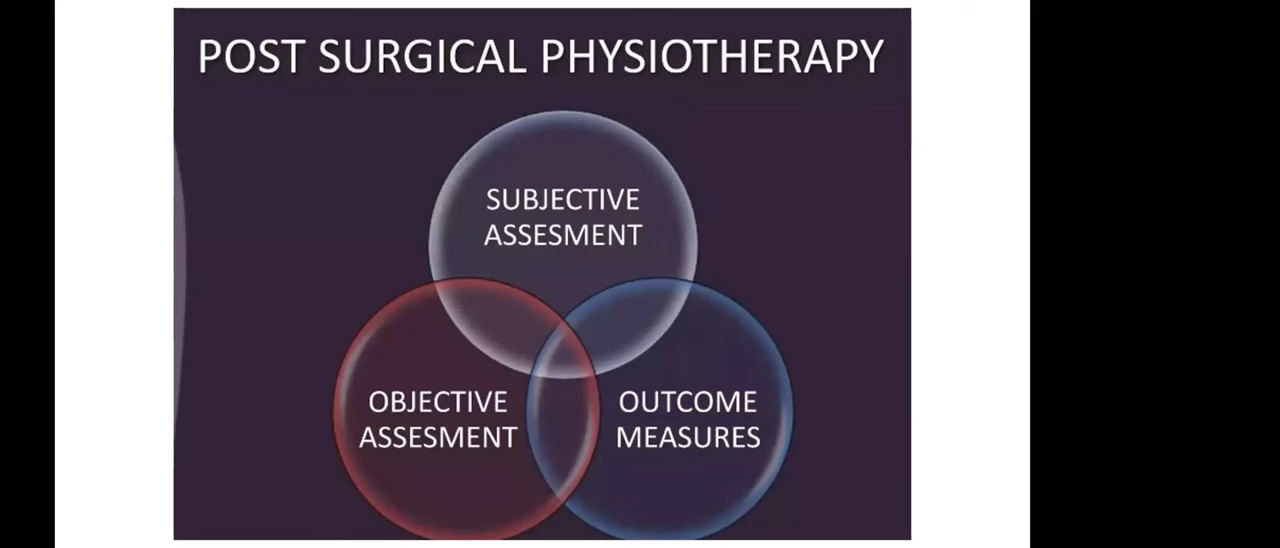 POST SURGICAL PHYSIOTHERAPY
SUBJECTIVE
ASSESMENT
OBJECTIVE
ASSESMENT
OUTCOME
MEASURES